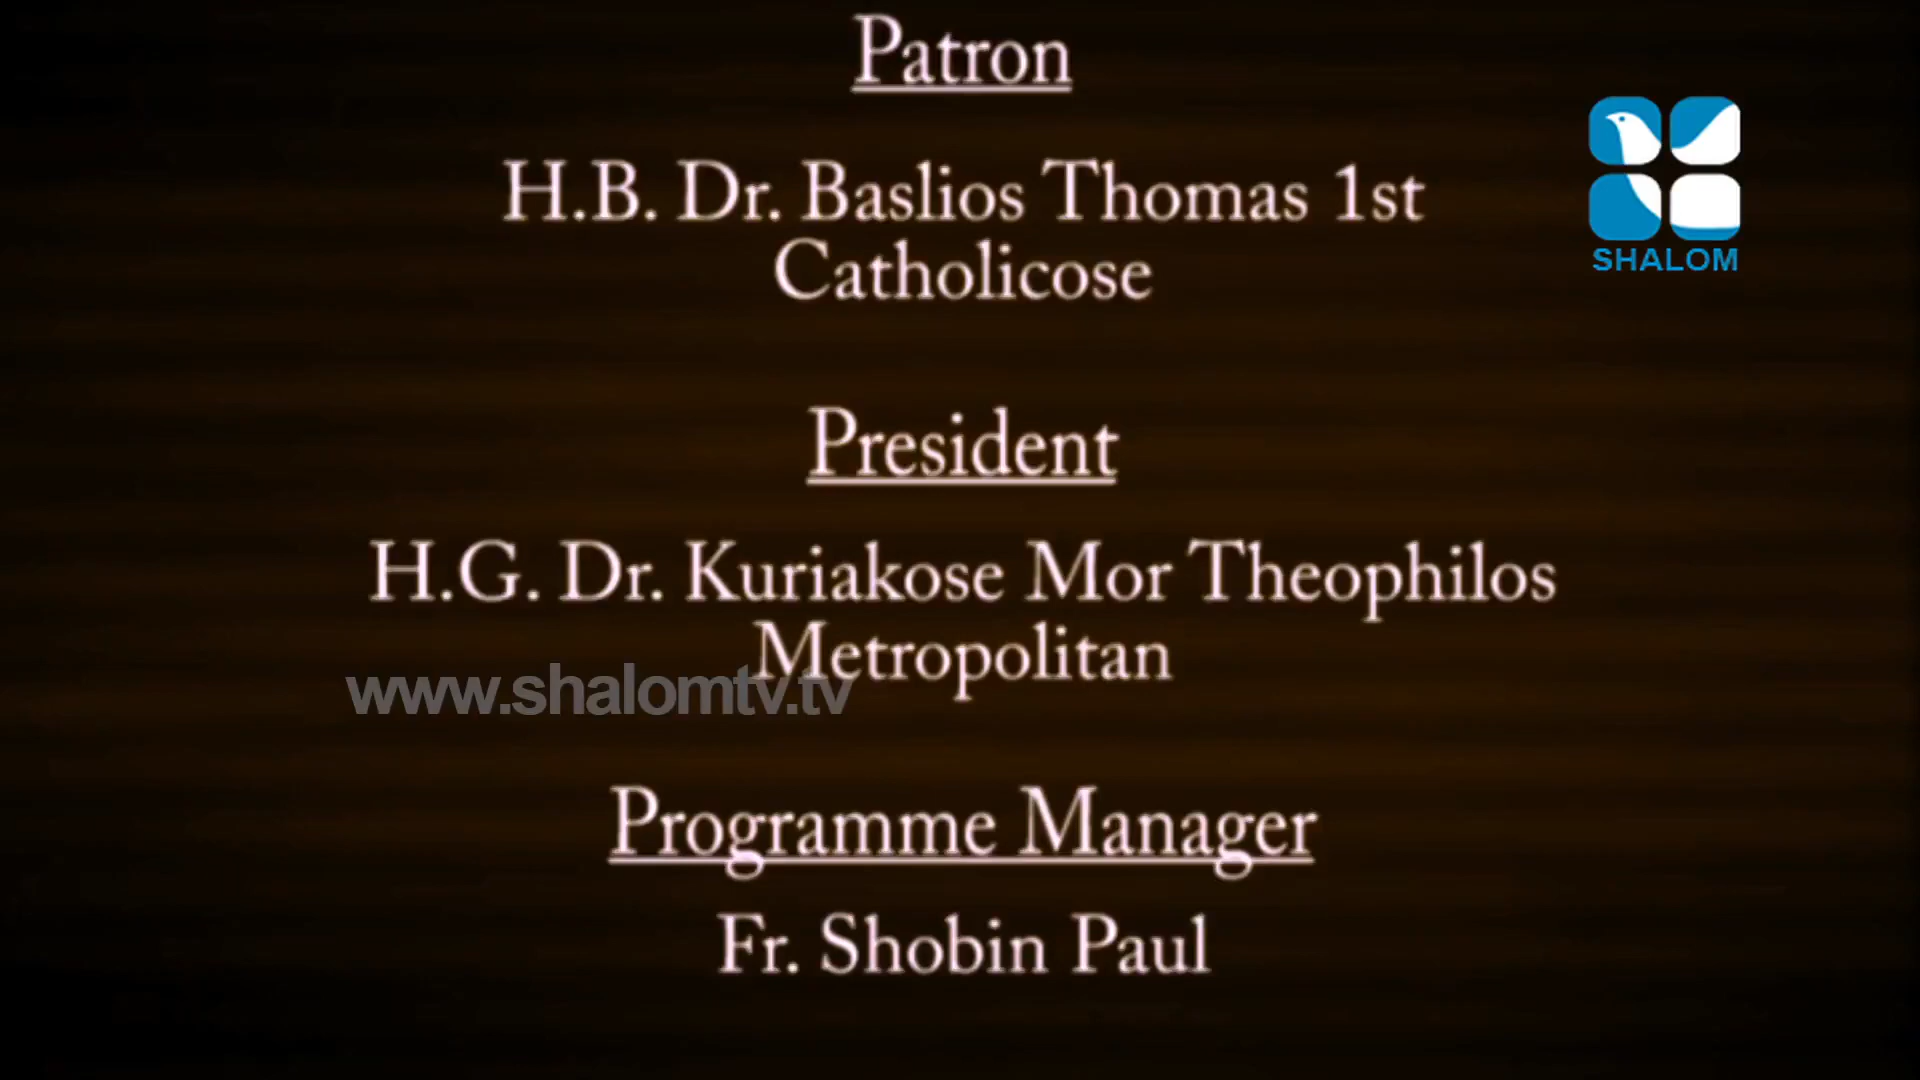 Patron
H.B. Dr. Baslios Thomas 1st
Catholicose
SHALOM
President
H.G. Dr. Kuriakose Mor Theophilos
Metropolitan
www.shalomtv.tv
Programme Manager
Fr. Shobin Paul